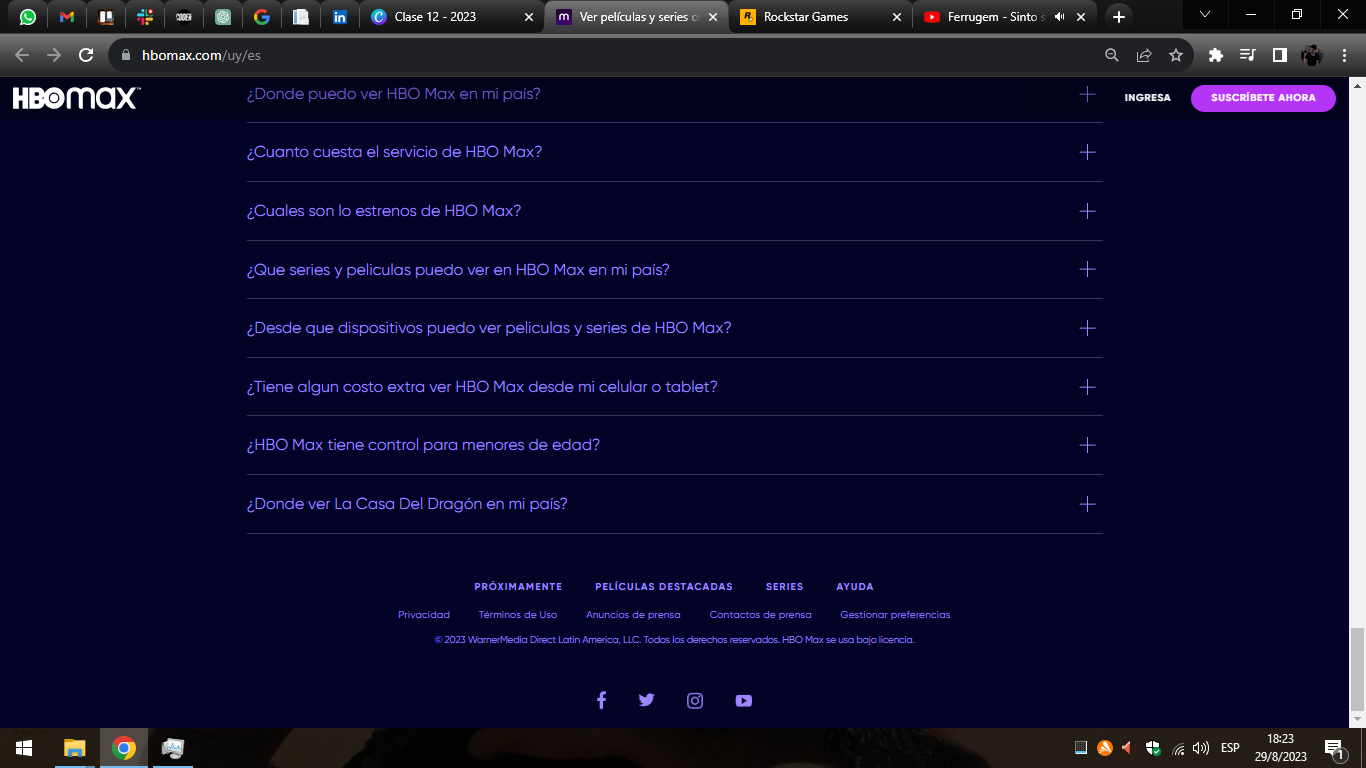 CODER
Clase 12 - 2023
Ver películas y series o
Rockstar Games
Ferrugem - Sinto s
hbomax.com/uy/es
HBOmax™
INGRESA
SUSCRÍBETE AHORA
¿Donde puedo ver HBO Max en mi país?
¿Cuanto cuesta el servicio de HBO Max?
¿Cuales son lo estrenos de HBO Max?
¿Que series y peliculas puedo ver en HBO Max en mi país?
¿Desde que dispositivos puedo ver peliculas y series de HBO Max?
¿Tiene algun costo extra ver HBO Max desde mi celular o tablet?
¿HBO Max tiene control para menores de edad?
¿Donde ver La Casa Del Dragón en mi país?
PRÓXIMAMENTE PELÍCULAS DESTACADAS SERIES AYUDA
Privacidad Términos de Uso Anuncios de prensa Contactos de prensa Gestionar preferencias
© 2023 WarnerMedia Direct Latin America, LLC. Todos los derechos reservados. HBO Max se usa bajo licencia.
ESP
18:23
29/8/2023
1